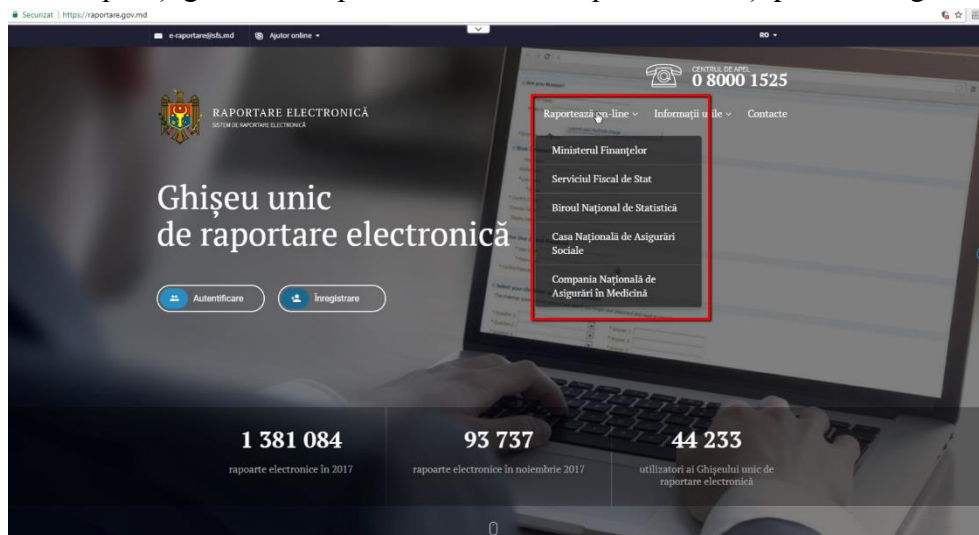 Securizat | https://raportare.gov.md
e-raportare@sfs.md Ajutor online RO
CENTRUL DE APEL
0 8000 1525
RAPORTARE ELECTRONICĂ
SISTEM DE RAPORTARE ELECTRONICĂ
Raportează on-line Informații utile Contacte
Ministerul Finanțelor
Serviciul Fiscal de Stat
Biroul Național de Statistică
Casa Națională de Asigurări
Sociale
Compania Națională de
Asigurări în Medicină
Ghișeu unic
de raportare electronică
Autentificare Înregistrare
1 381 084
rapoarte electronice în 2017
93 737
rapoarte electronice în noiembrie 2017
44 233
utilizatori ai Ghișeului unic de
raportare electronică